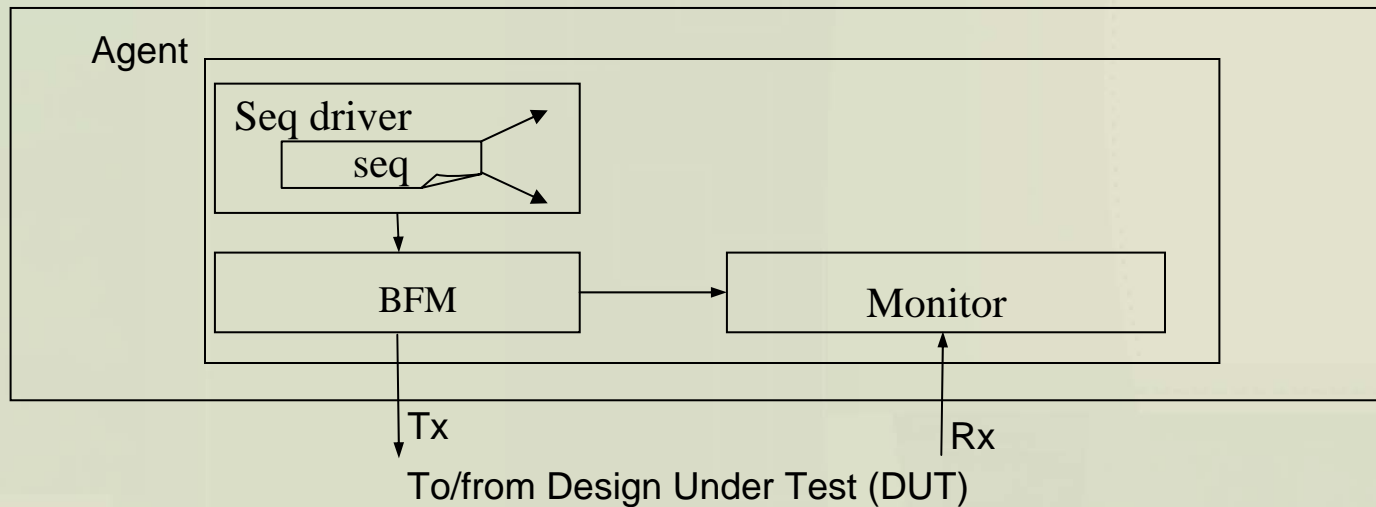 Agent
Seq driver
seq
BFM
Monitor
Tx
Rx
To/from Design Under Test (DUT)